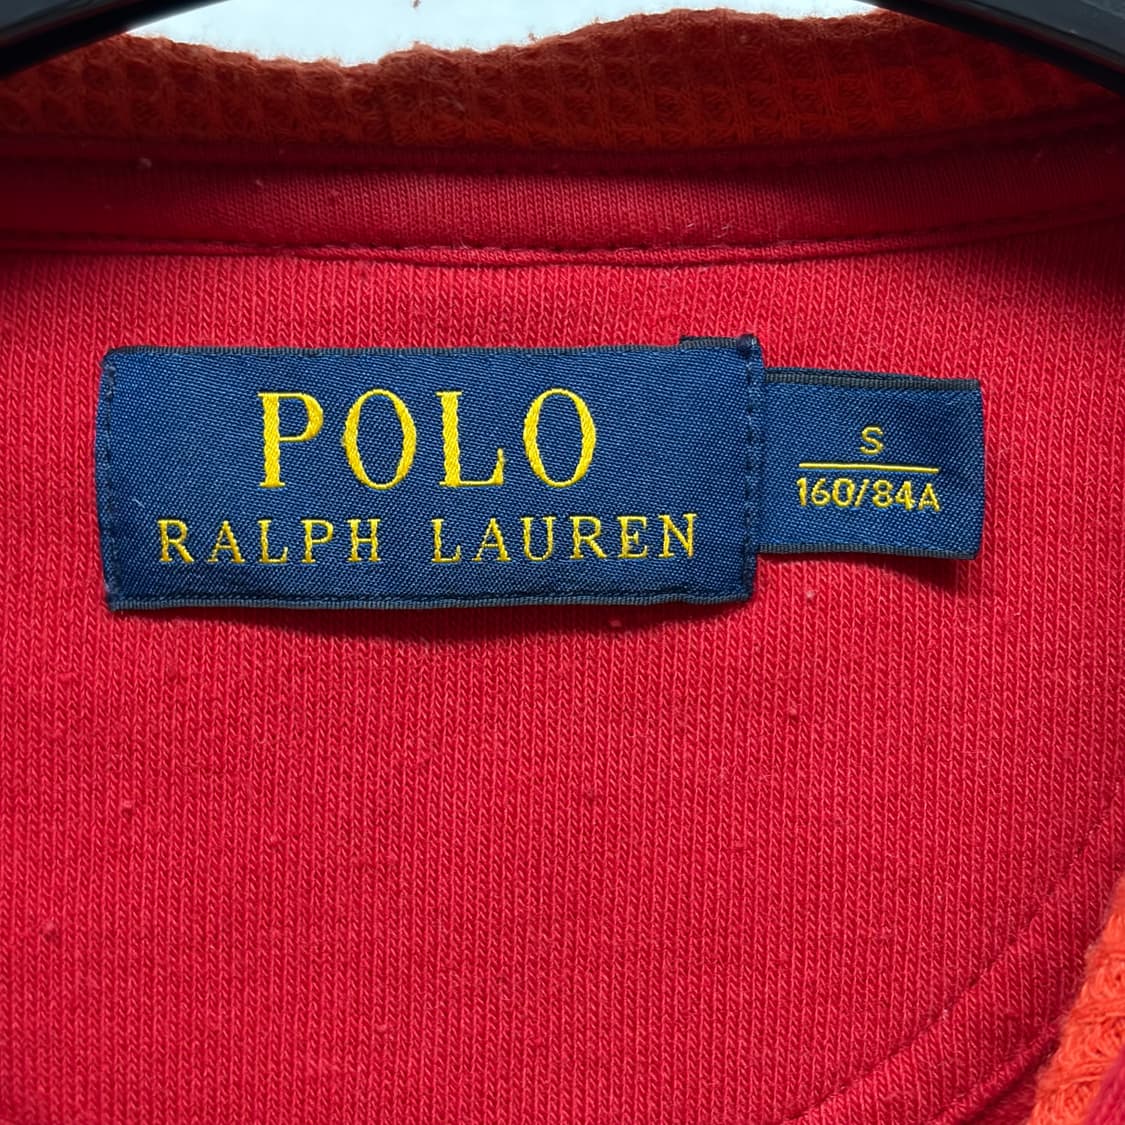 POLO
RALPH LAUREN
S
160/84A